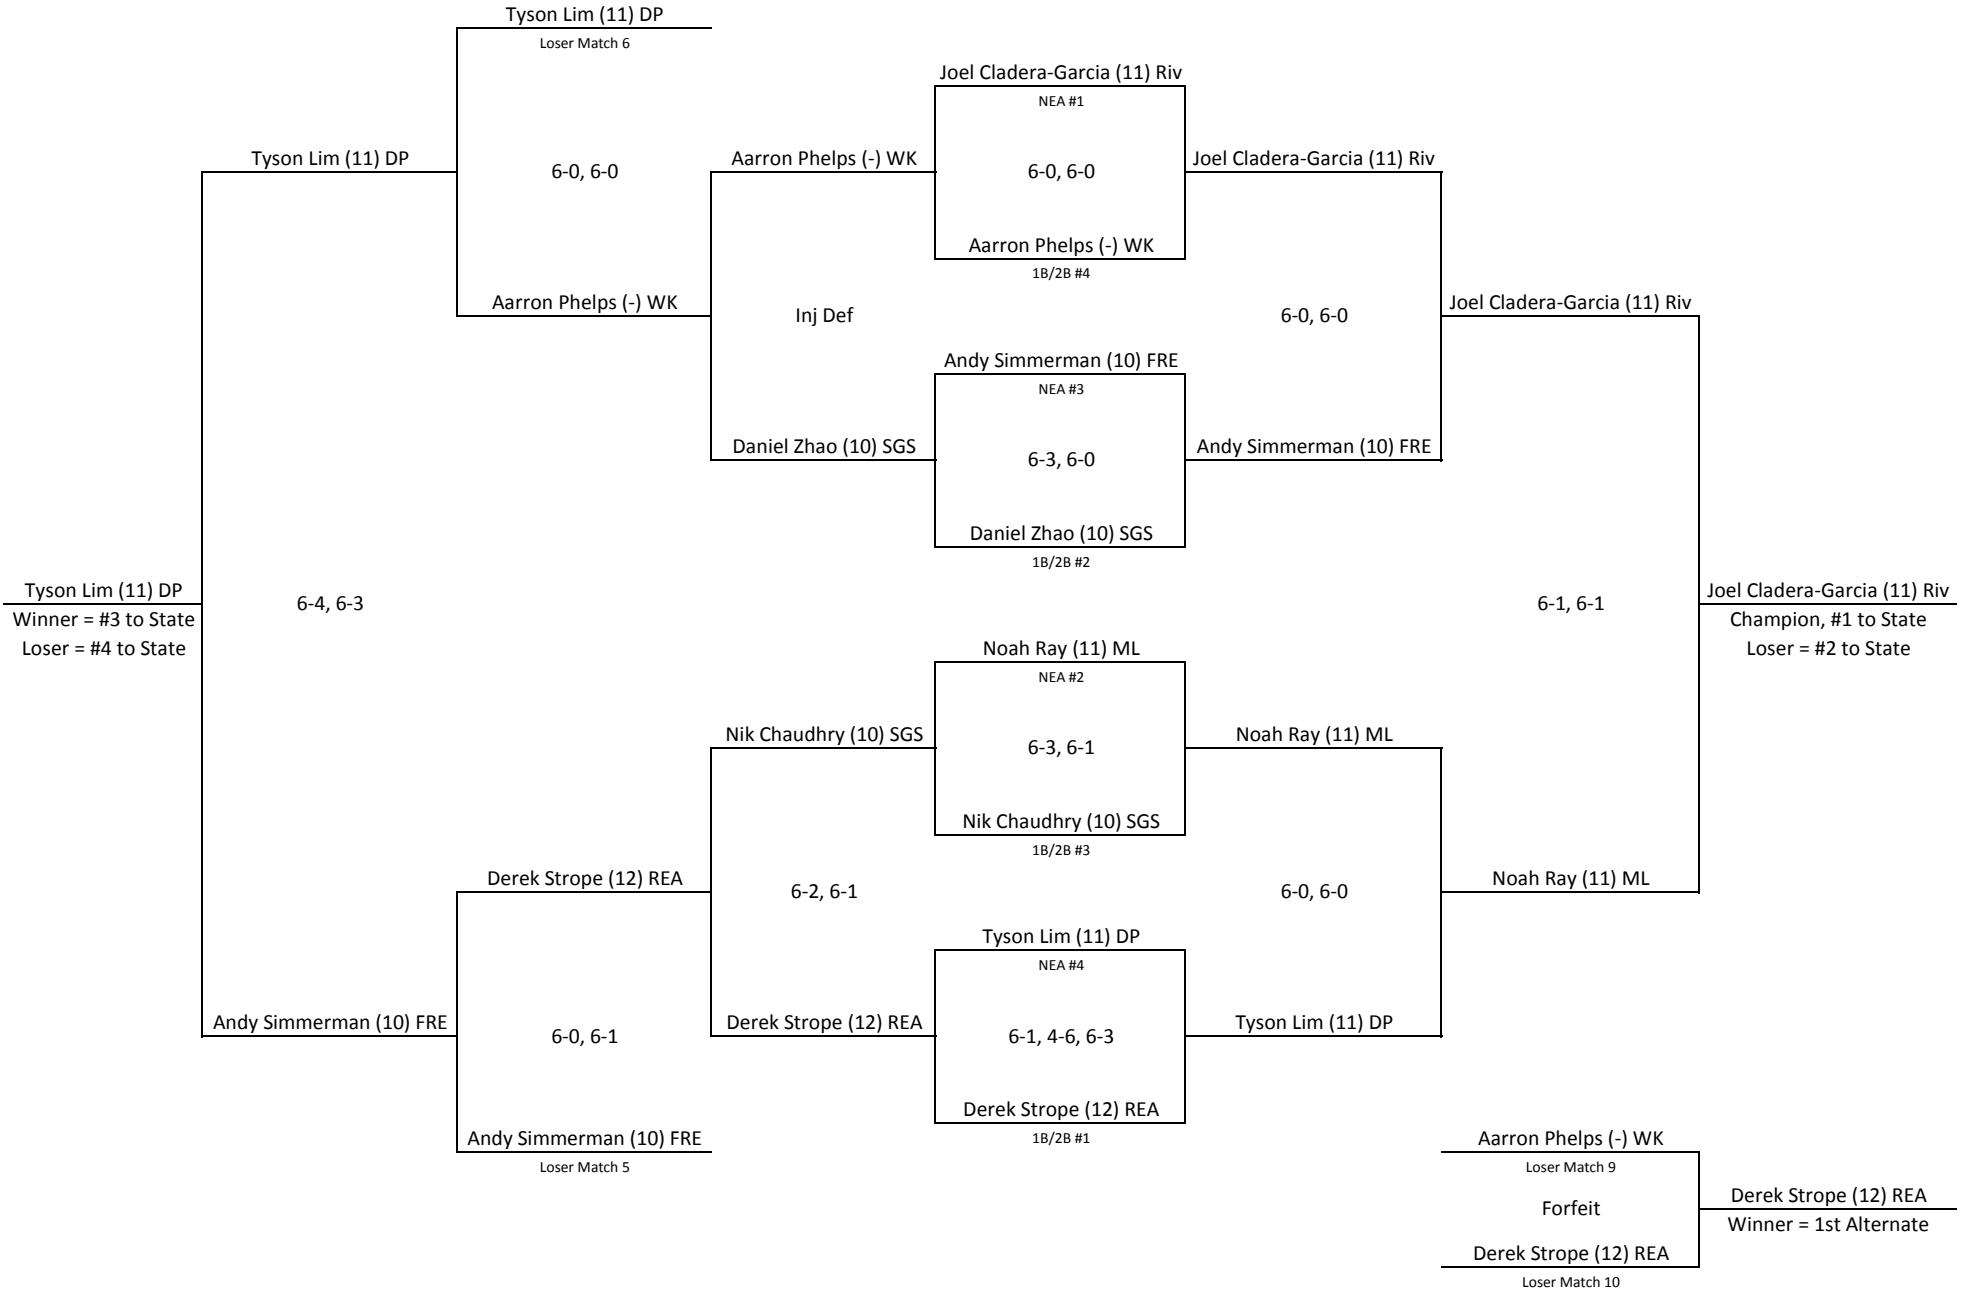 Tyson Lim (11) DP
Loser Match 6
Joel Cladera-Garcia (11) Riv
NEA #1
Tyson Lim (11) DP
6-0, 6-0
Aarron Phelps (-) WK
6-0, 6-0
Joel Cladera-Garcia (11) Riv
Aarron Phelps (-) WK
1B/2B #4
Aarron Phelps (-) WK
Inj Def
6-0, 6-0
Joel Cladera-Garcia (11) Riv
Andy Simmerman (10) FRE
NEA #3
Daniel Zhao (10) SGS
6-3, 6-0
Andy Simmerman (10) FRE
Daniel Zhao (10) SGS
1B/2B #2
Tyson Lim (11) DP
Winner = #3 to State
Loser = #4 to State
6-4, 6-3
6-1, 6-1
Joel Cladera-Garcia (11) Riv
Champion, #1 to State
Loser = #2 to State
Noah Ray (11) ML
NEA #2
Nik Chaudhry (10) SGS
6-3, 6-1
Noah Ray (11) ML
Nik Chaudhry (10) SGS
1B/2B #3
Derek Strope (12) REA
6-2, 6-1
6-0, 6-0
Noah Ray (11) ML
Tyson Lim (11) DP
NEA #4
Andy Simmerman (10) FRE
6-0, 6-1
Derek Strope (12) REA
6-1, 4-6, 6-3
Tyson Lim (11) DP
Derek Strope (12) REA
1B/2B #1
Andy Simmerman (10) FRE
Loser Match 5
Aarron Phelps (-) WK
Loser Match 9
Forfeit
Derek Strope (12) REA
Winner = 1st Alternate
Derek Strope (12) REA
Loser Match 10